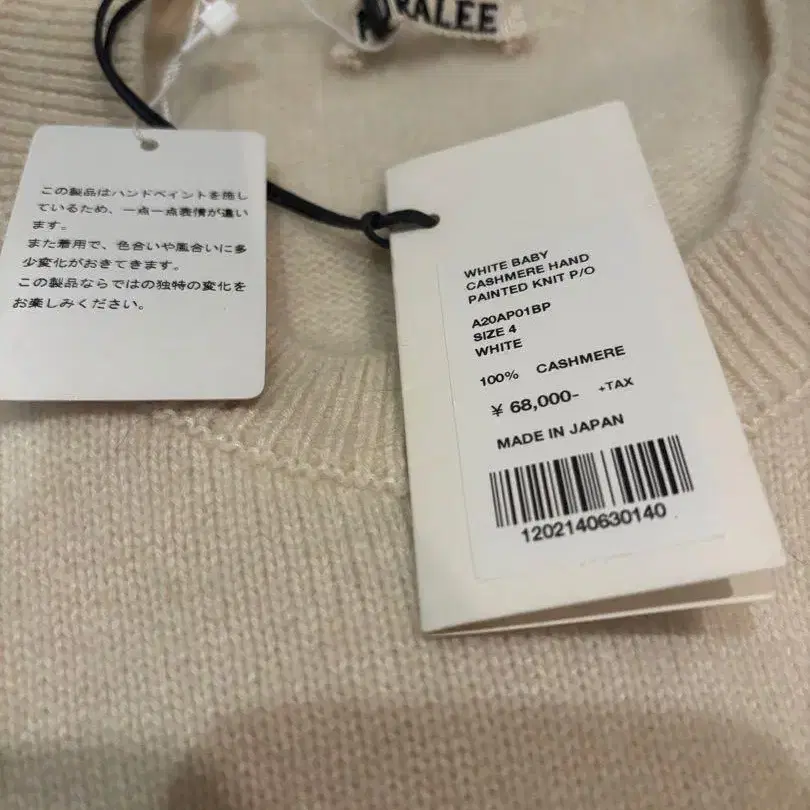 RALEE
この製品はハンドペイントを施し
ているため、一点一点表情が違い
ます。
また着用で、色合いや風合いに多
少変化がおきてきます。
この製品ならではの独特の変化を
お楽しみください。
WHITE BABY
CASHMERE HAND
PAINTED KNIT P/O
A20AP01BP
SIZE 4
WHITE
100% CASHMERE
¥ 68,000- +TAX
MADE IN JAPAN
1202140630140